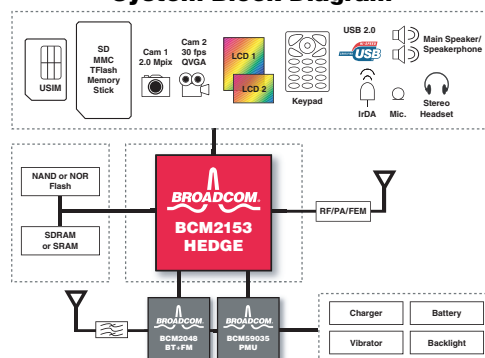 System Block Diagram
USIM
SD
MMC
TFlash
Memory
Stick
Cam 1
2.0 Mpix
Cam 2
30 fps
QVGA
LCD 1
LCD 2
Keypad
USB 2.0
USB
IrDA
Mic.
Main Speaker/
Speakerphone
Stereo
Headset
NAND or NOR
Flash
SDRAM
or SRAM
BROADCOM.
BCM2153
HEDGE
RF/PA/FEM
BROADCOM.
BCM2048
BT+FM
BROADCOM.
BCM59035
PMU
Charger
Battery
Vibrator
Backlight